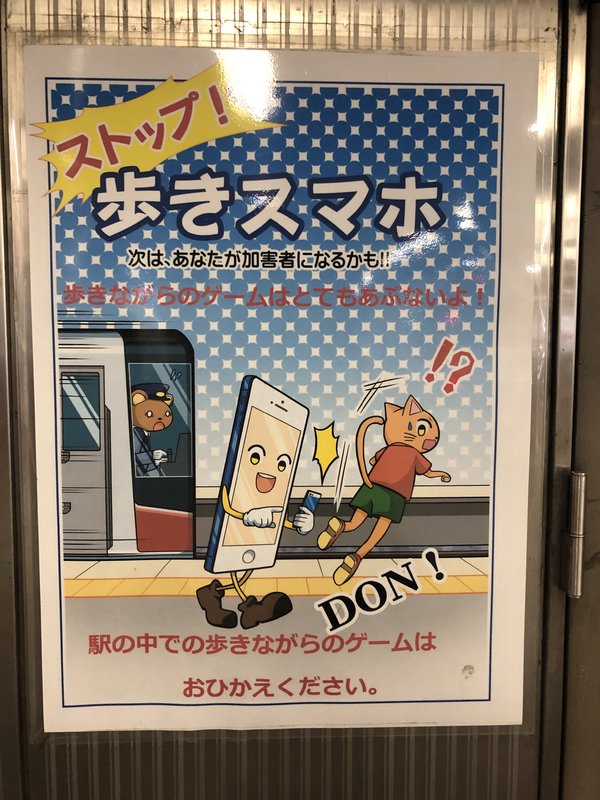 ストップ！
歩きスマホ
次は、あなたが加害者になるかも!!
歩きながらのゲームはとてもあぶないよ！
!?
DON！
駅の中での歩きながらのゲームは
おひかえください。